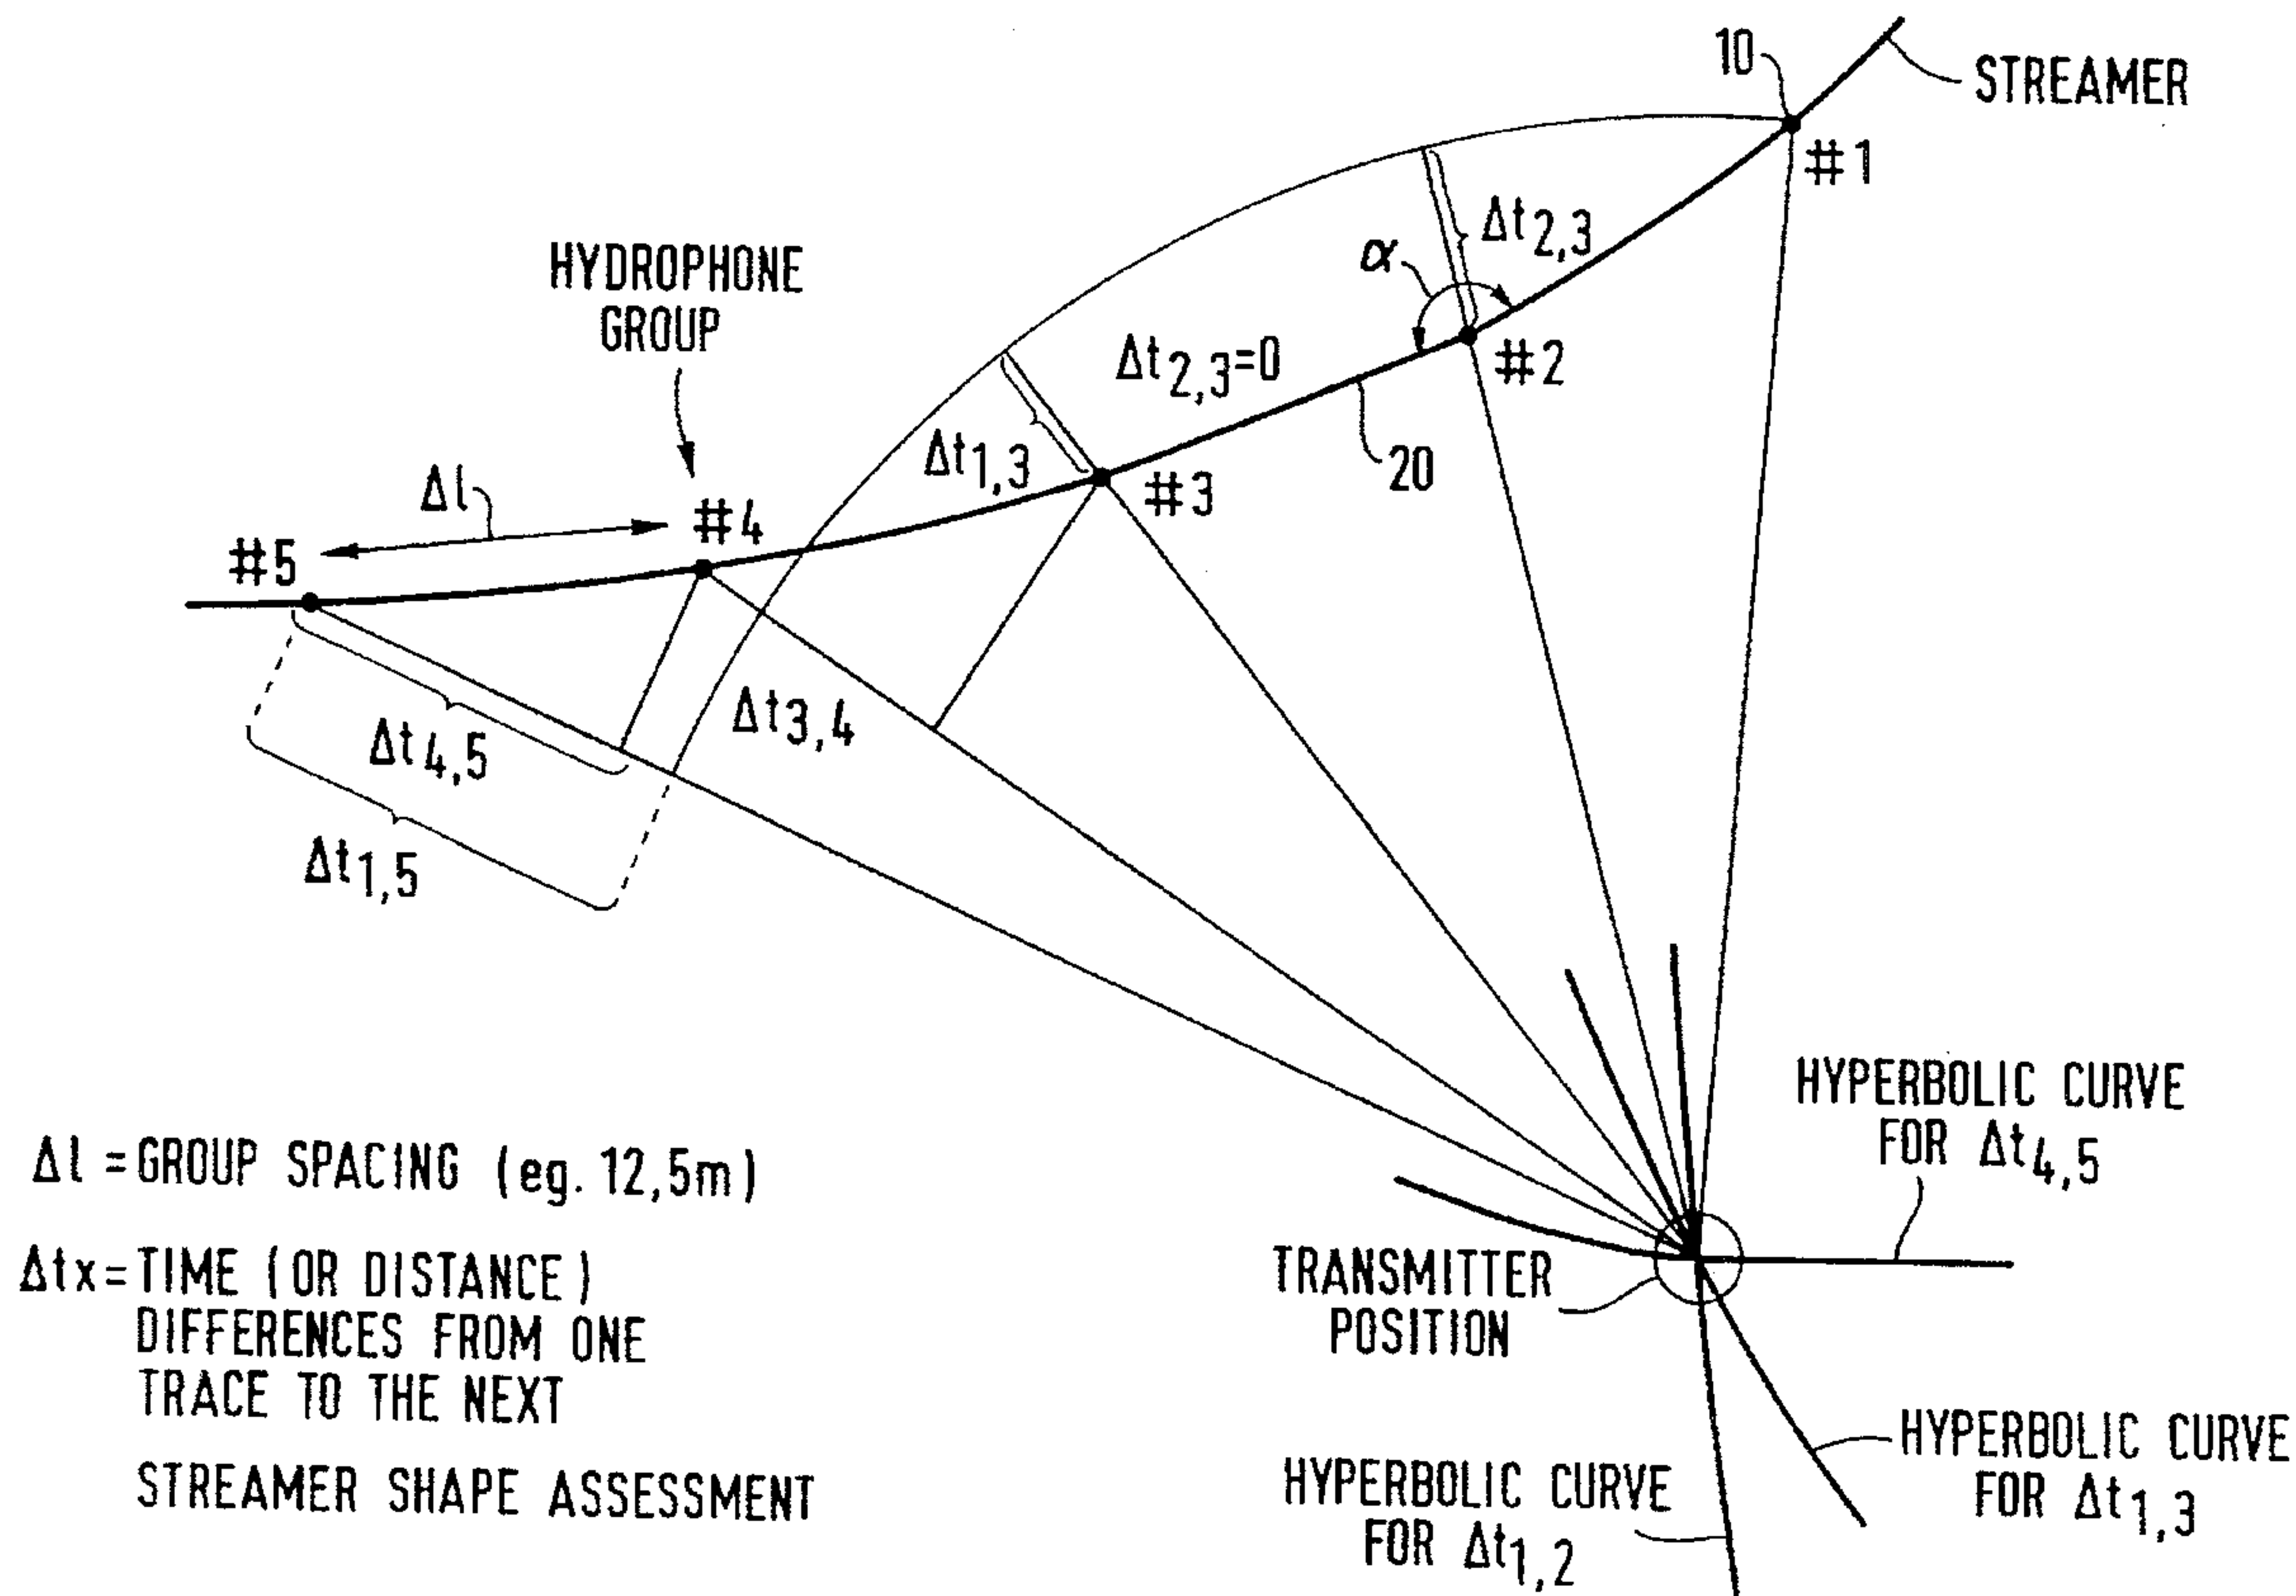 10
STREAMER
#1
HYDROPHONE
GROUP
α
Δt2,3
Δt2,3=0
#2
20
Δt1,3
#3
Δl
#4
#5
Δt3,4
Δt4,5
Δt1,5
HYPERBOLIC CURVE
FOR Δt4,5
Δl =GROUP SPACING (eg. 12,5m)
Δtx=TIME (OR DISTANCE)
DIFFERENCES FROM ONE
TRACE TO THE NEXT
STREAMER SHAPE ASSESSMENT
TRANSMITTER
POSITION
HYPERBOLIC CURVE
FOR Δt1,3
HYPERBOLIC CURVE
FOR Δt1,2